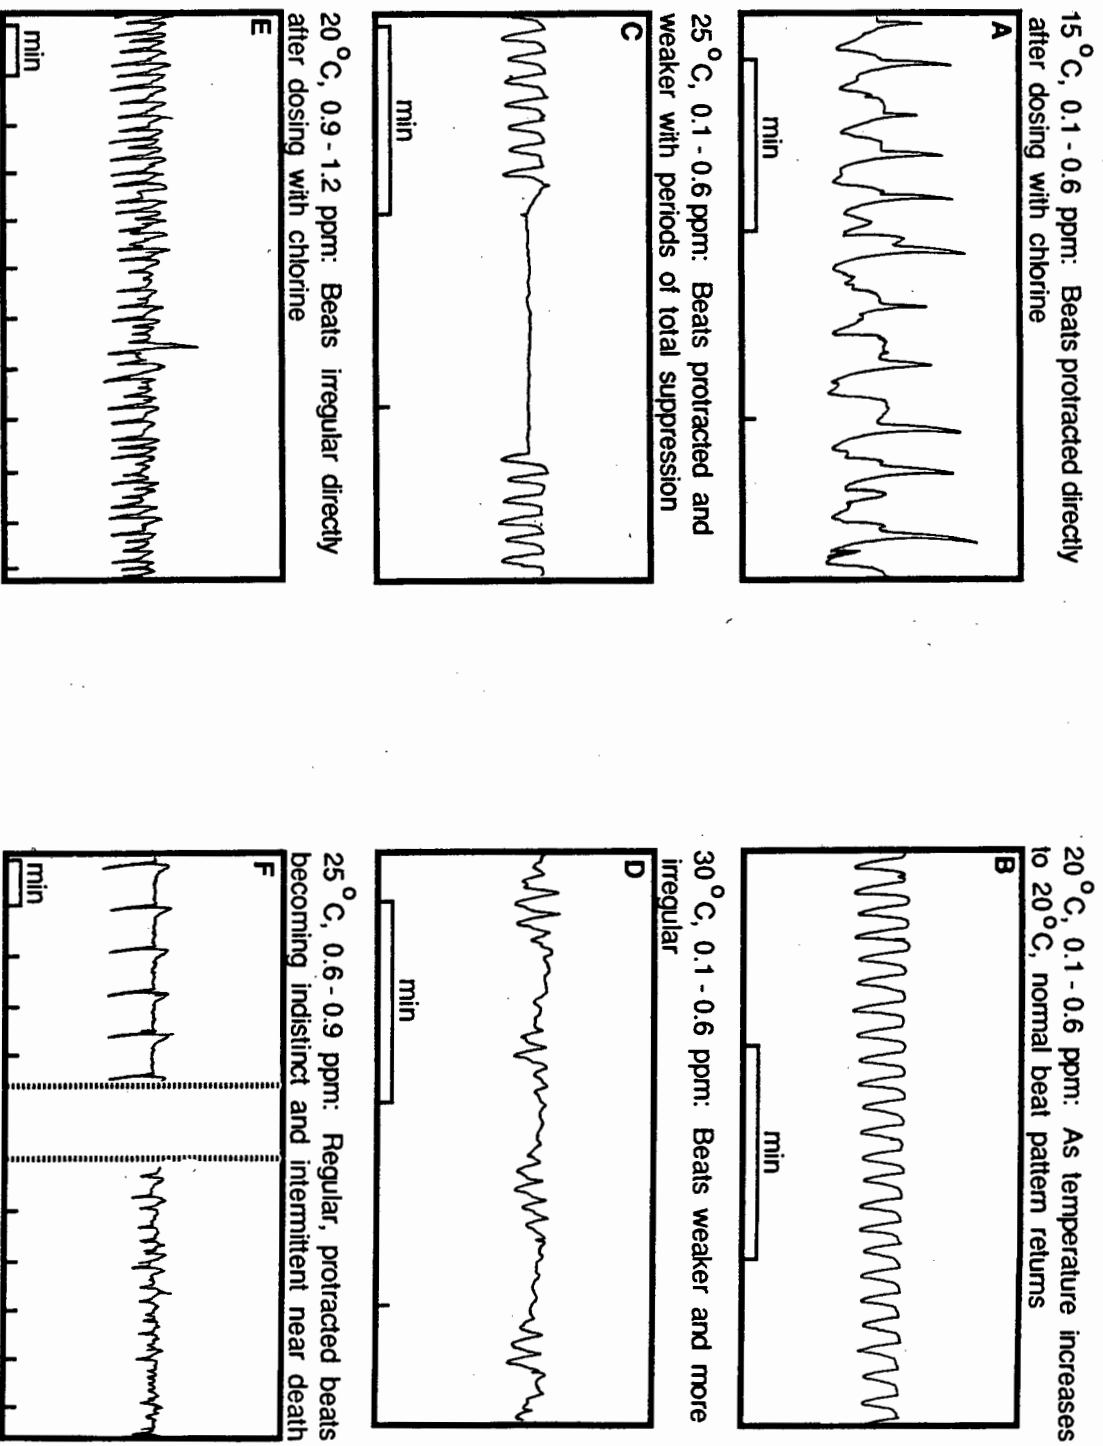 15 °C, 0.1 - 0.6 ppm: Beats protracted directly
after dosing with chlorine
A
min
20 °C, 0.1 - 0.6 ppm: As temperature increases
to 20 °C, normal beat pattern returns
B
min
25 °C, 0.1 - 0.6 ppm: Beats protracted and
weaker with periods of total suppression
C
min
30 °C, 0.1 - 0.6 ppm: Beats weaker and more
irregular
D
min
20 °C, 0.9 - 1.2 ppm: Beats irregular directly
after dosing with chlorine
E
min
25 °C, 0.6 - 0.9 ppm: Regular, protracted beats
becoming indistinct and intermittent near death
F
min